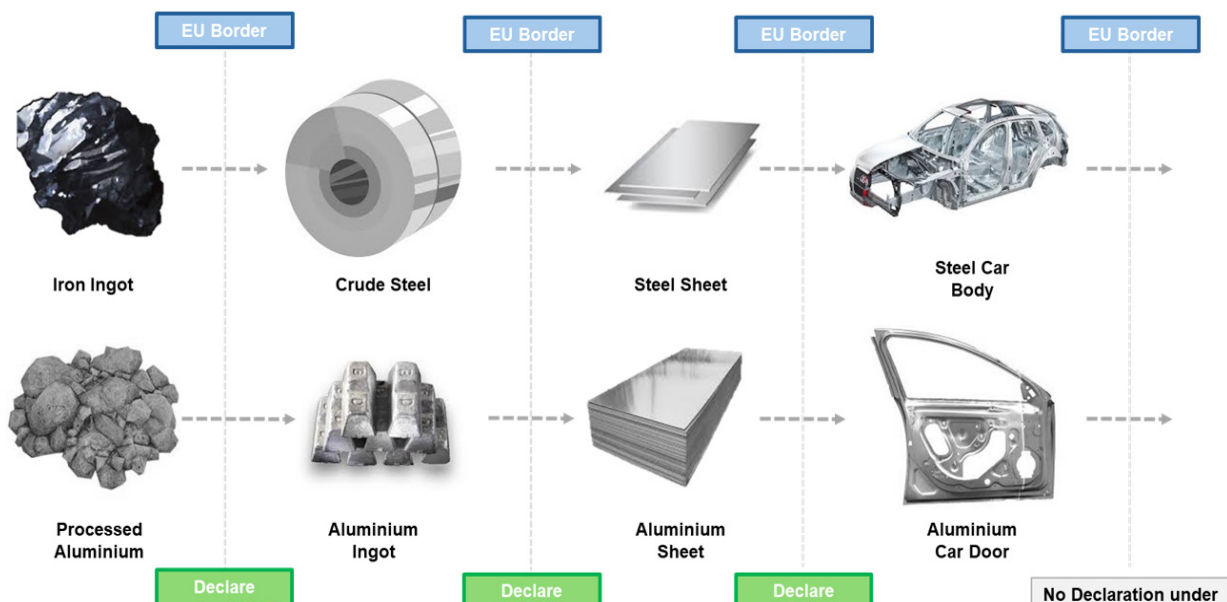 EU Border
EU Border
EU Border
EU Border
Iron Ingot
Crude Steel
Steel Sheet
Steel Car
Body
Processed
Aluminium
Aluminium
Ingot
Aluminium
Sheet
Aluminium
Car Door
Declare
Declare
Declare
No Declaration under